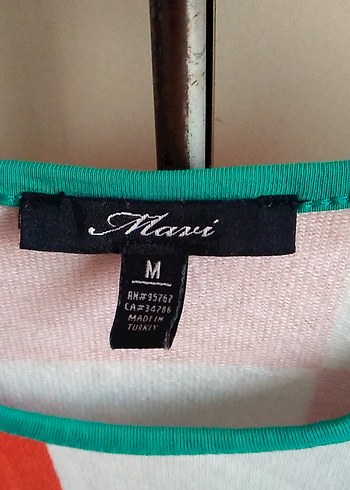 Mavi
M
RN#95767
CA#34786
MADE IN
TURKEY